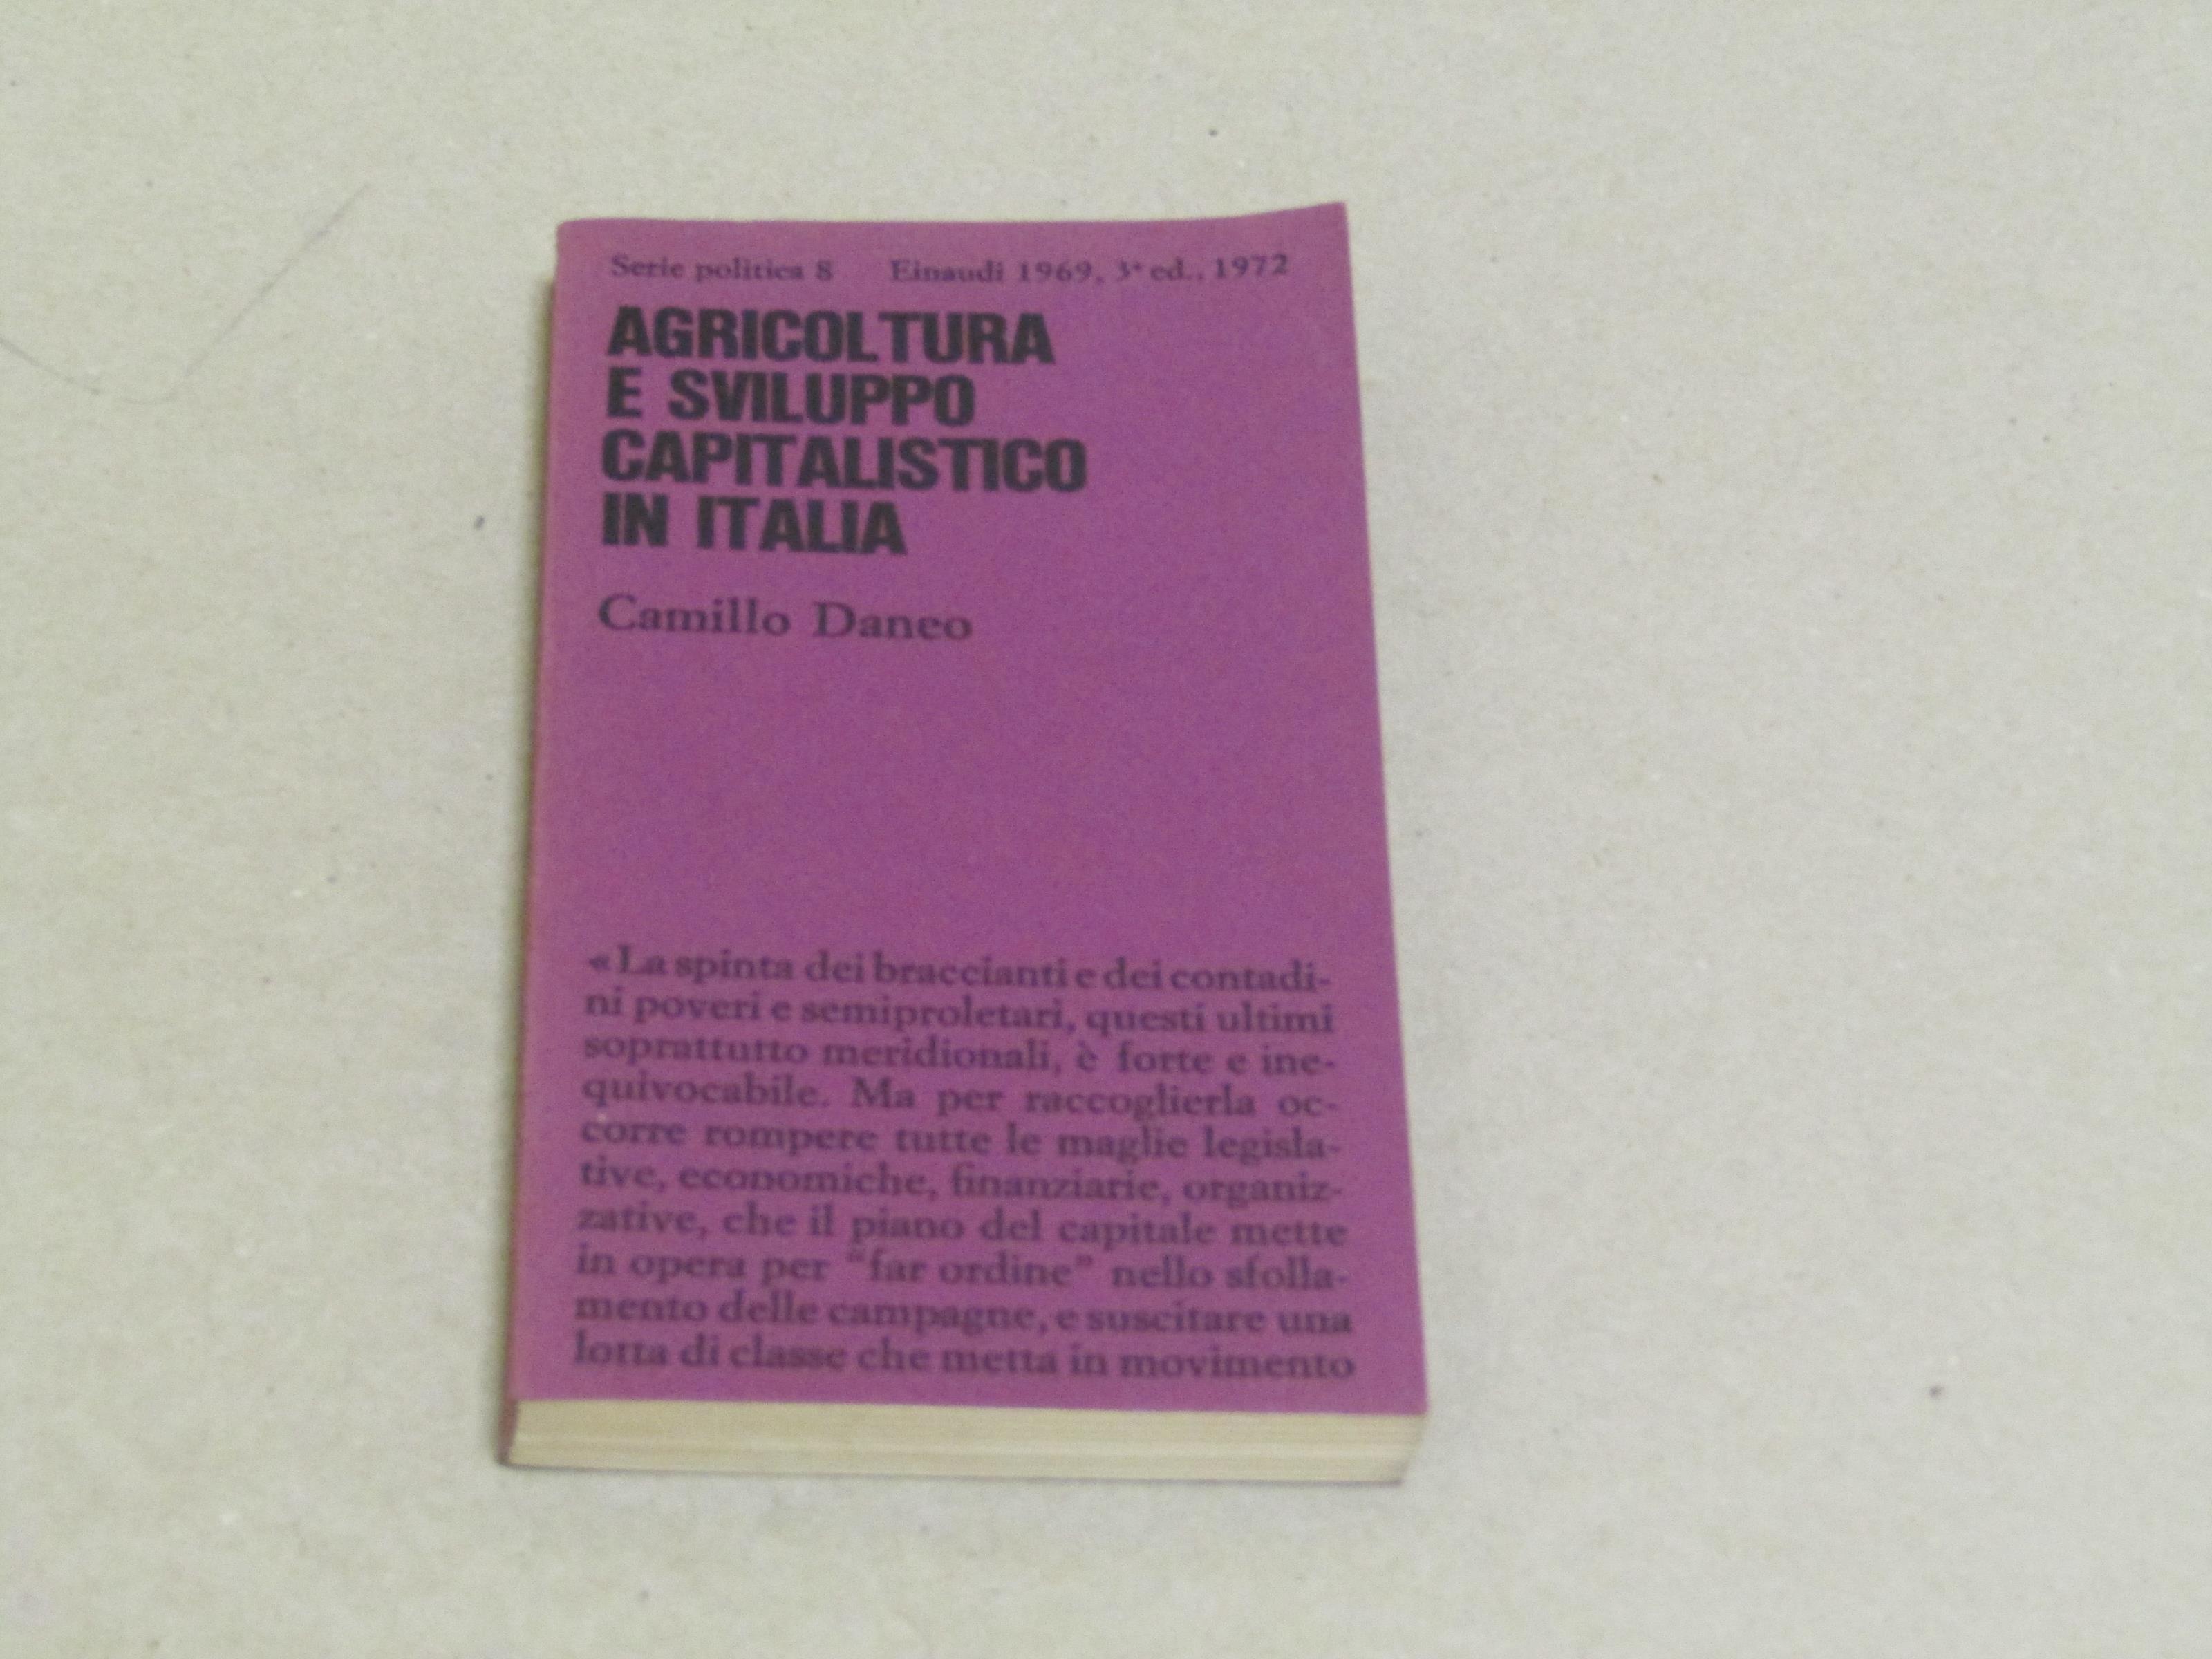 Serie politica 8 Einaudi 1969, 3ª ed., 1972
AGRICOLTURA
E SVILUPPO
CAPITALISTICO
IN ITALIA
Camillo Daneo
«La spinta dei braccianti e dei contadi-
ni poveri e semiproletari, questi ultimi
soprattutto meridionali, è forte e ine-
quivocabile. Ma per raccoglierla oc-
corre rompere tutte le maglie legisla-
tive, economiche, finanziarie, organiz-
zative, che il piano del capitale mette
in opera per "far ordine" nello sfolla-
mento delle campagne, e suscitare una
lotta di classe che metta in movimento